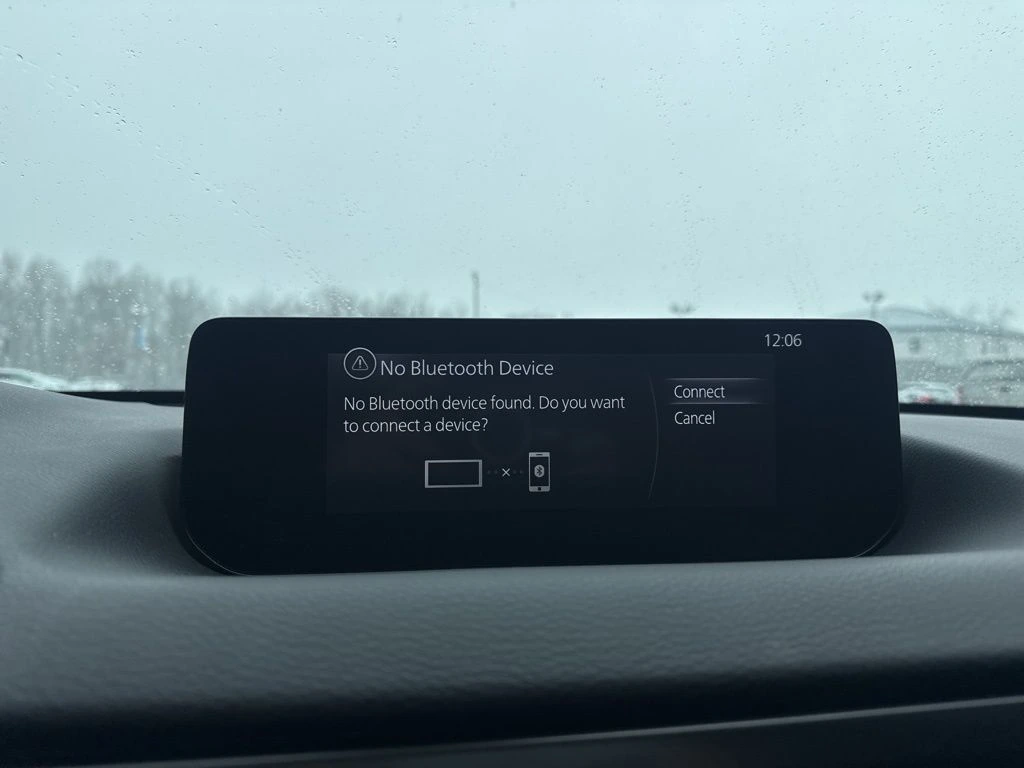 12:06
No Bluetooth Device
No Bluetooth device found. Do you want
to connect a device?
Connect
Cancel